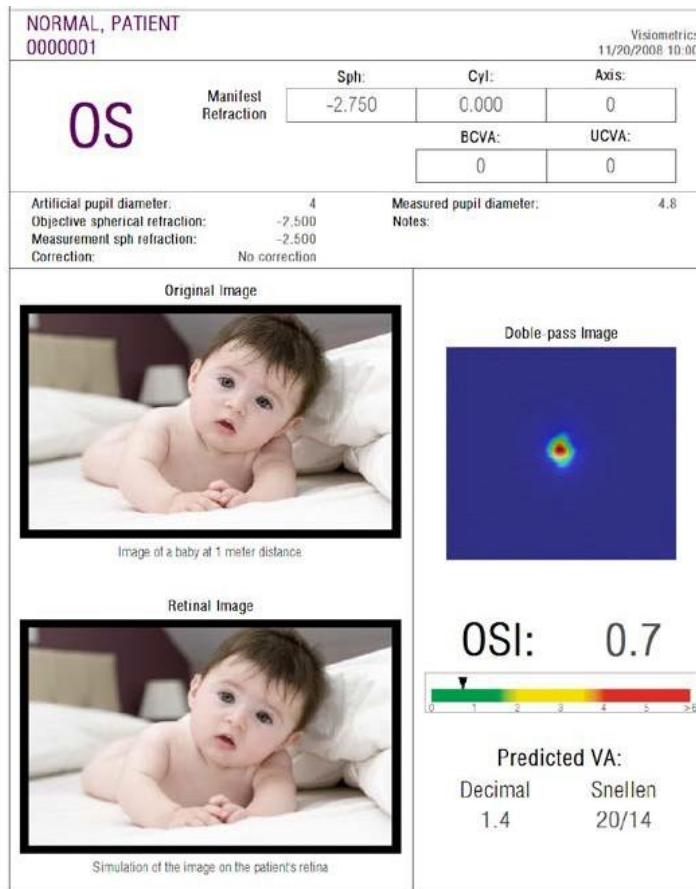 NORMAL, PATIENT
0000001
Visiometrics
11/20/2008 10:00
OS
Manifest
Refraction
Sph: Cyl: Axis:
-2.750 0.000 0
BCVA: UCVA:
0 0
Artificial pupil diameter: 4
Objective spherical refraction: -2.500
Measurement sph refraction: -2.500
Correction: No correction
Measured pupil diameter: 4.8
Notes:
Original Image
Image of a baby at 1 meter distance
Retinal Image
Simulation of the image on the patient's retina
Doble-pass Image
OSI: 0.7
0 1 2 3 4 5 >6
Predicted VA:
Decimal Snellen
1.4 20/14